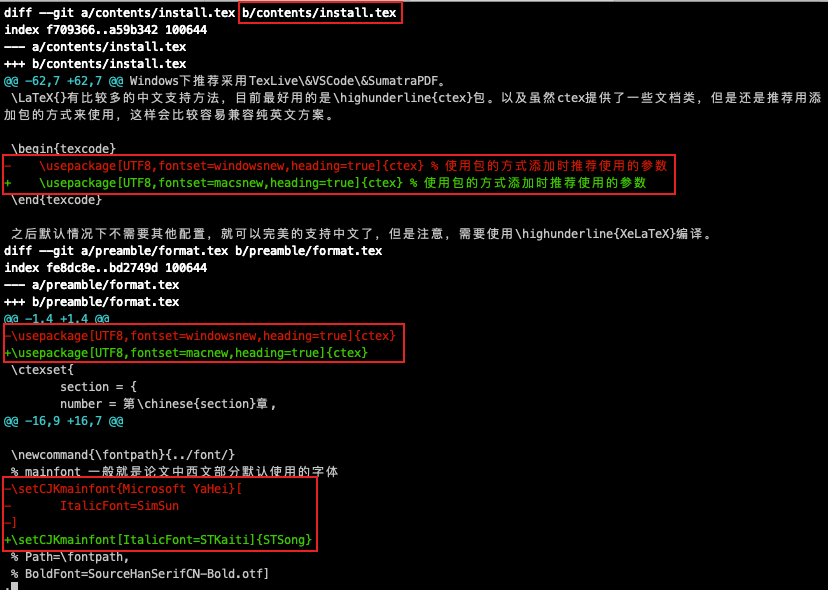 diff --git a/contents/install.tex b/contents/install.tex
index f709366..a59b342 100644
--- a/contents/install.tex
+++ b/contents/install.tex
@@ -62,7 +62,7 @@ Windows下推荐采用TexLive\&VSCode\&SumatraPDF。
 \LaTeX{}有比较多的中文支持方法，目前最好用的是\highunderline{ctex}包。以及虽然ctex提供了一些文档类，但是还是推荐用添
加包的方式来使用，这样会比较容易兼容纯英文方案。
 \begin{texcode}
-    \usepackage[UTF8,fontset=windowsnew,heading=true]{ctex} % 使用包的方式添加时推荐使用的参数
+    \usepackage[UTF8,fontset=macsnew,heading=true]{ctex} % 使用包的方式添加时推荐使用的参数
 \end{texcode}
 之后默认情况下不需要其他配置，就可以完美的支持中文了，但是注意，需要使用\highunderline{XeLaTeX}编译。
diff --git a/preamble/format.tex b/preamble/format.tex
index fe8dc8e..bd2749d 100644
--- a/preamble/format.tex
+++ b/preamble/format.tex
@@ -1,4 +1,4 @@
-\usepackage[UTF8,fontset=windowsnew,heading=true]{ctex}
+\usepackage[UTF8,fontset=macnew,heading=true]{ctex}
 \ctexset{
        section = {
        number = 第\chinese{section}章,
@@ -16,9 +16,7 @@
 \newcommand{\fontpath}{../font/}
 % mainfont 一般就是论文中西文部分默认使用的字体
-\setCJKmainfont{Microsoft YaHei}[
-       ItalicFont=SimSun
-]
+\setCJKmainfont[ItalicFont=STKaiti]{STSong}
 % Path=\fontpath,
 % BoldFont=SourceHanSerifCN-Bold.otf]
: